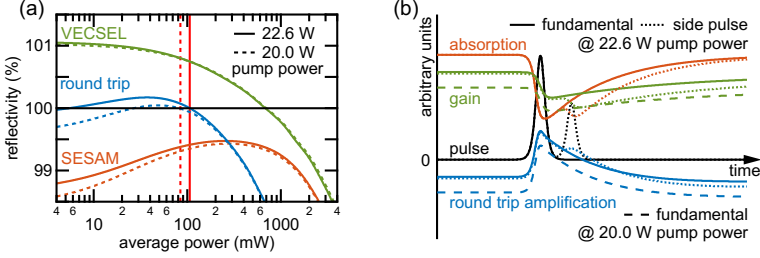 (a)
101
100
99
reflectivity (%)
VECSEL
22.6 W
20.0 W
pump power
round trip
SESAM
4 6 2 4 6 2 4 6 2 4
10 100 1000
average power (mW)
(b)
fundamental side pulse
@ 22.6 W pump power
absorption
gain
arbitrary units
0
pulse
time
round trip amplification
fundamental
@ 20.0 W pump power